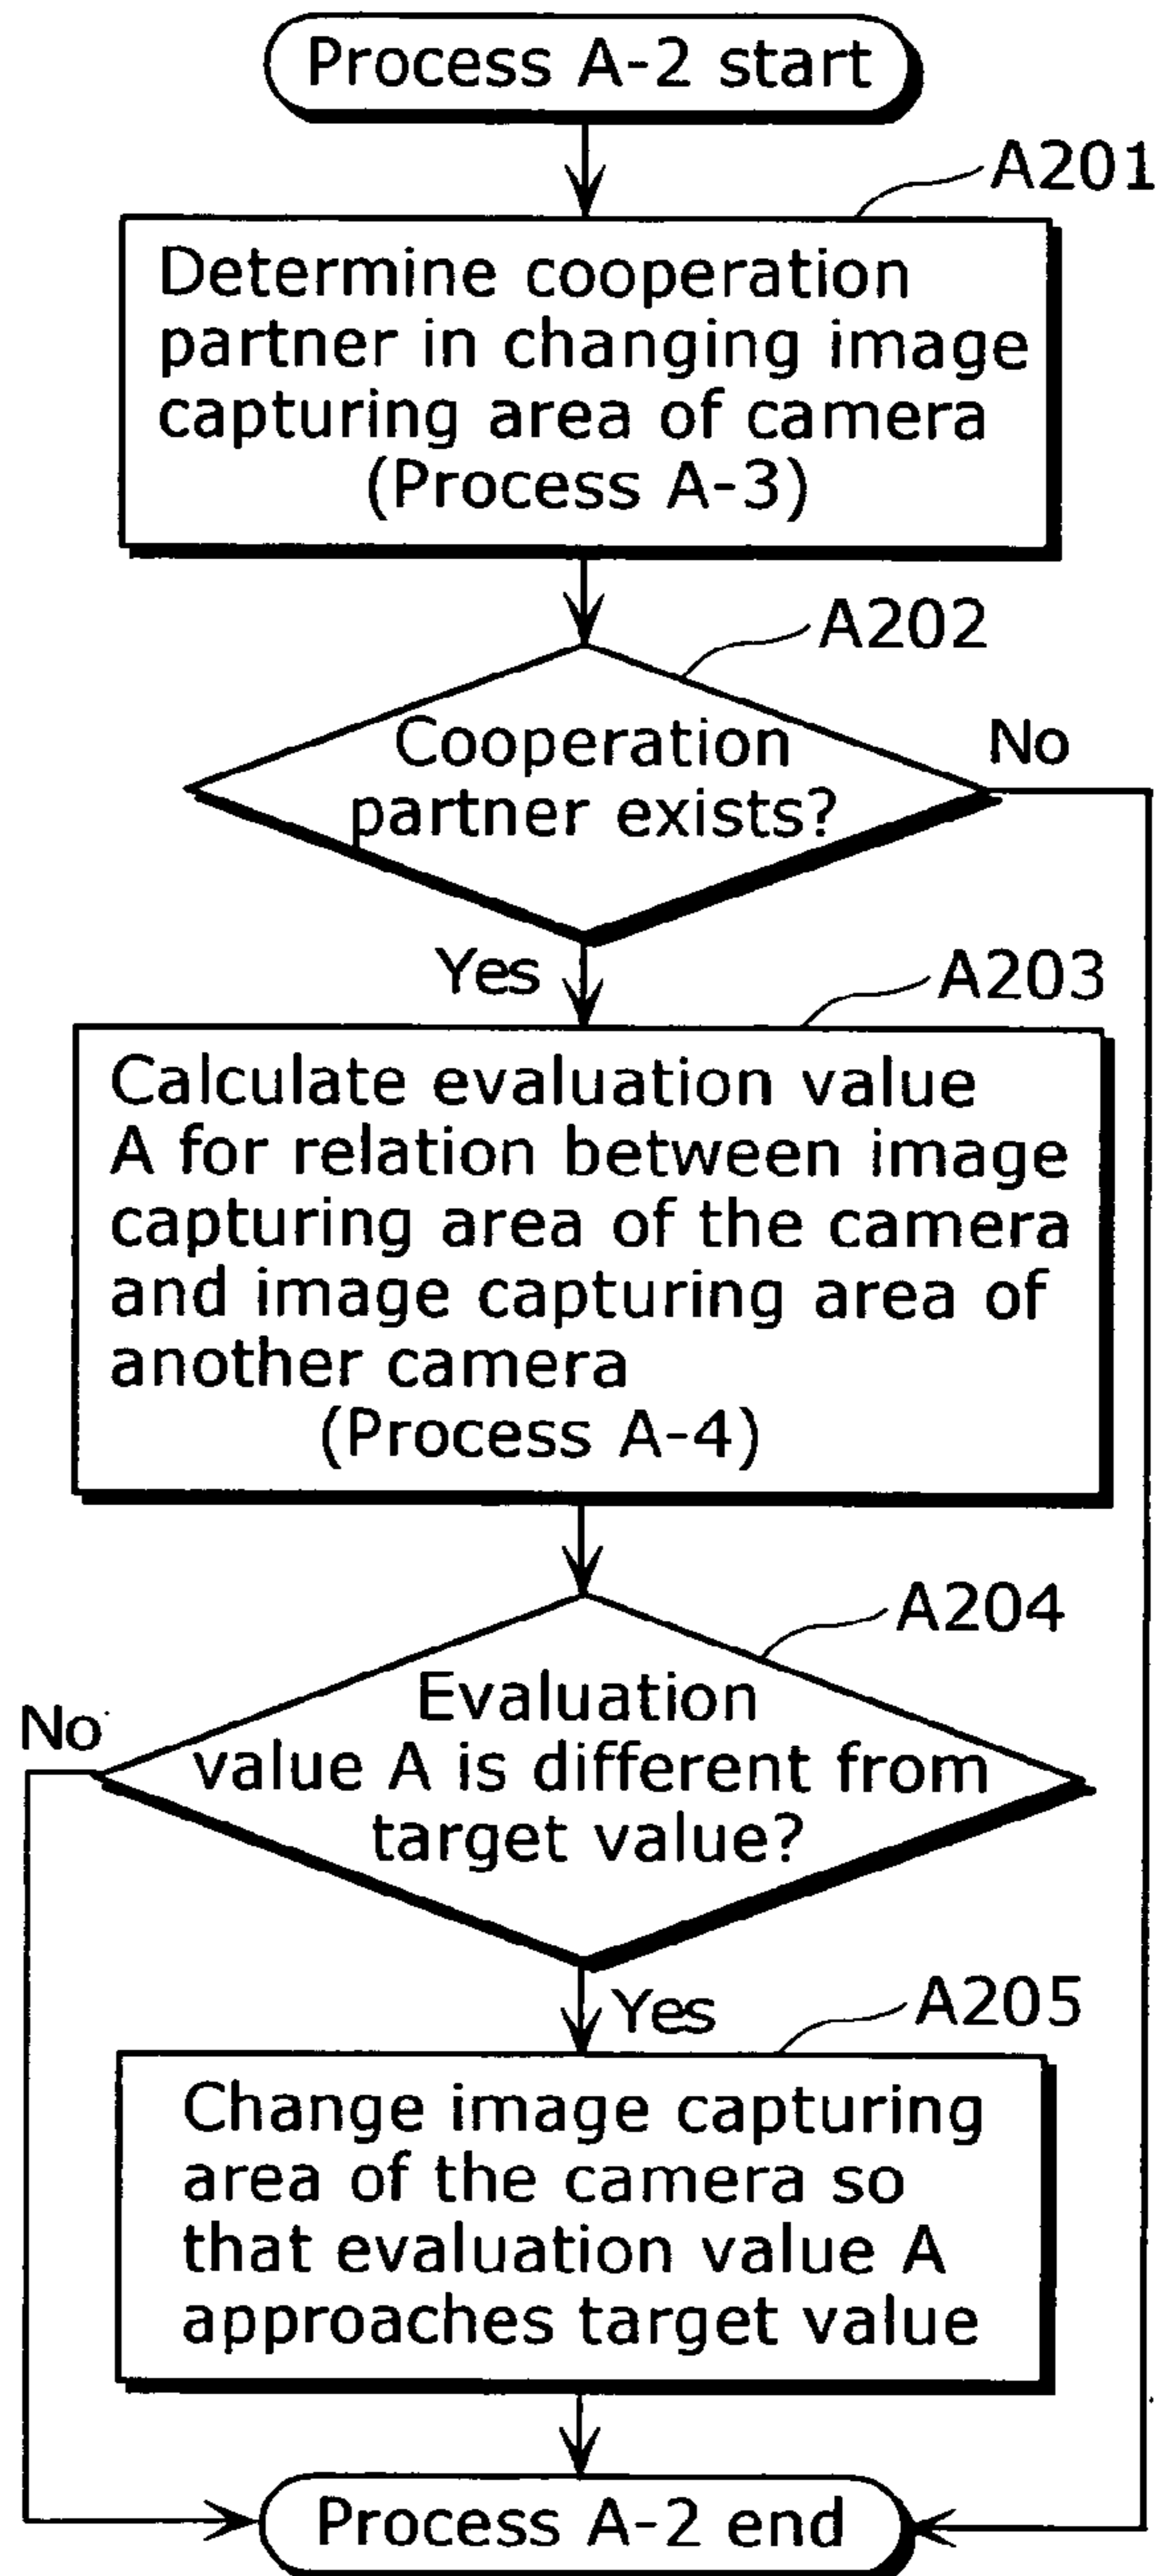 Process A-2 start
A201
Determine cooperation
partner in changing image
capturing area of camera
(Process A-3)
A202
Cooperation
partner exists?
No
Yes
A203
Calculate evaluation value
A for relation between image
capturing area of the camera
and image capturing area of
another camera
(Process A-4)
A204
Evaluation
value A is different from
target value?
No
Yes
A205
Change image capturing
area of the camera so
that evaluation value A
approaches target value
Process A-2 end